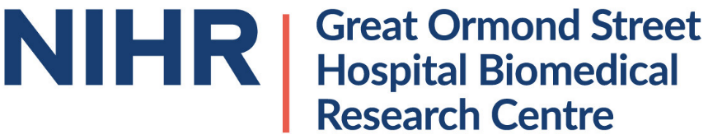 NIHR
Great Ormond Street
Hospital Biomedical
Research Centre